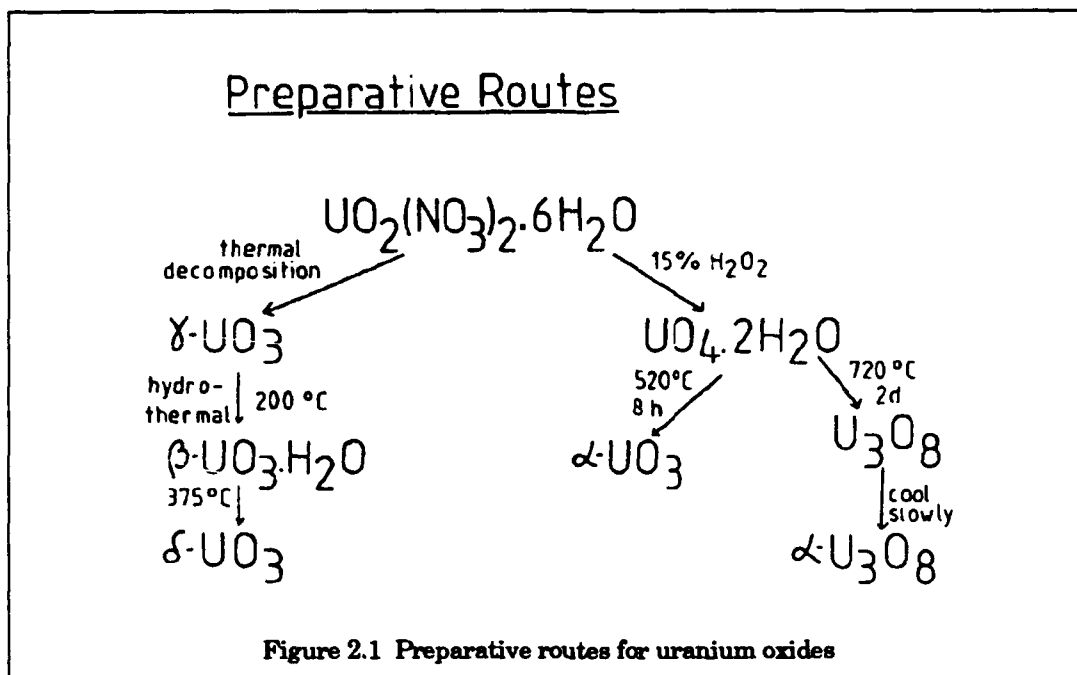 Preparative Routes
UO₂(NO₃)₂.6H₂O
thermal
decomposition
15% H₂O₂
γ-UO₃
UO₄.2H₂O
hydro-
thermal
200 °C
520°C
8 h
720 °C
2d
β-UO₃.H₂O
α-UO₃
U₃O₈
375°C
cool
slowly
δ-UO₃
α-U₃O₈
Figure 2.1 Preparative routes for uranium oxides